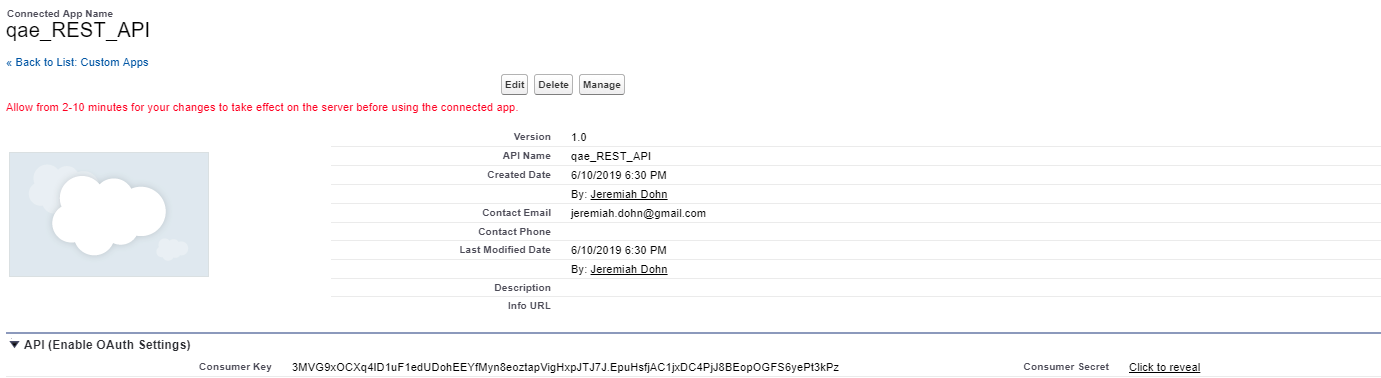 Connected App Name
qae_REST_API
« Back to List: Custom Apps
Edit Delete Manage
Allow from 2-10 minutes for your changes to take effect on the server before using the connected app.
Version 1.0
API Name qae_REST_API
Created Date 6/10/2019 6:30 PM
By: Jeremiah Dohn
Contact Email jeremiah.dohn@gmail.com
Contact Phone
Last Modified Date 6/10/2019 6:30 PM
By: Jeremiah Dohn
Description
Info URL
API (Enable OAuth Settings)
Consumer Key 3MVG9xOCXq4ID1uF1edUDohEEYfMyn8eoztapVigHxpJTJ7J.EpuHsfjAC1jxDC4PjJ8BEopOGFS6yePt3kPz Consumer Secret Click to reveal